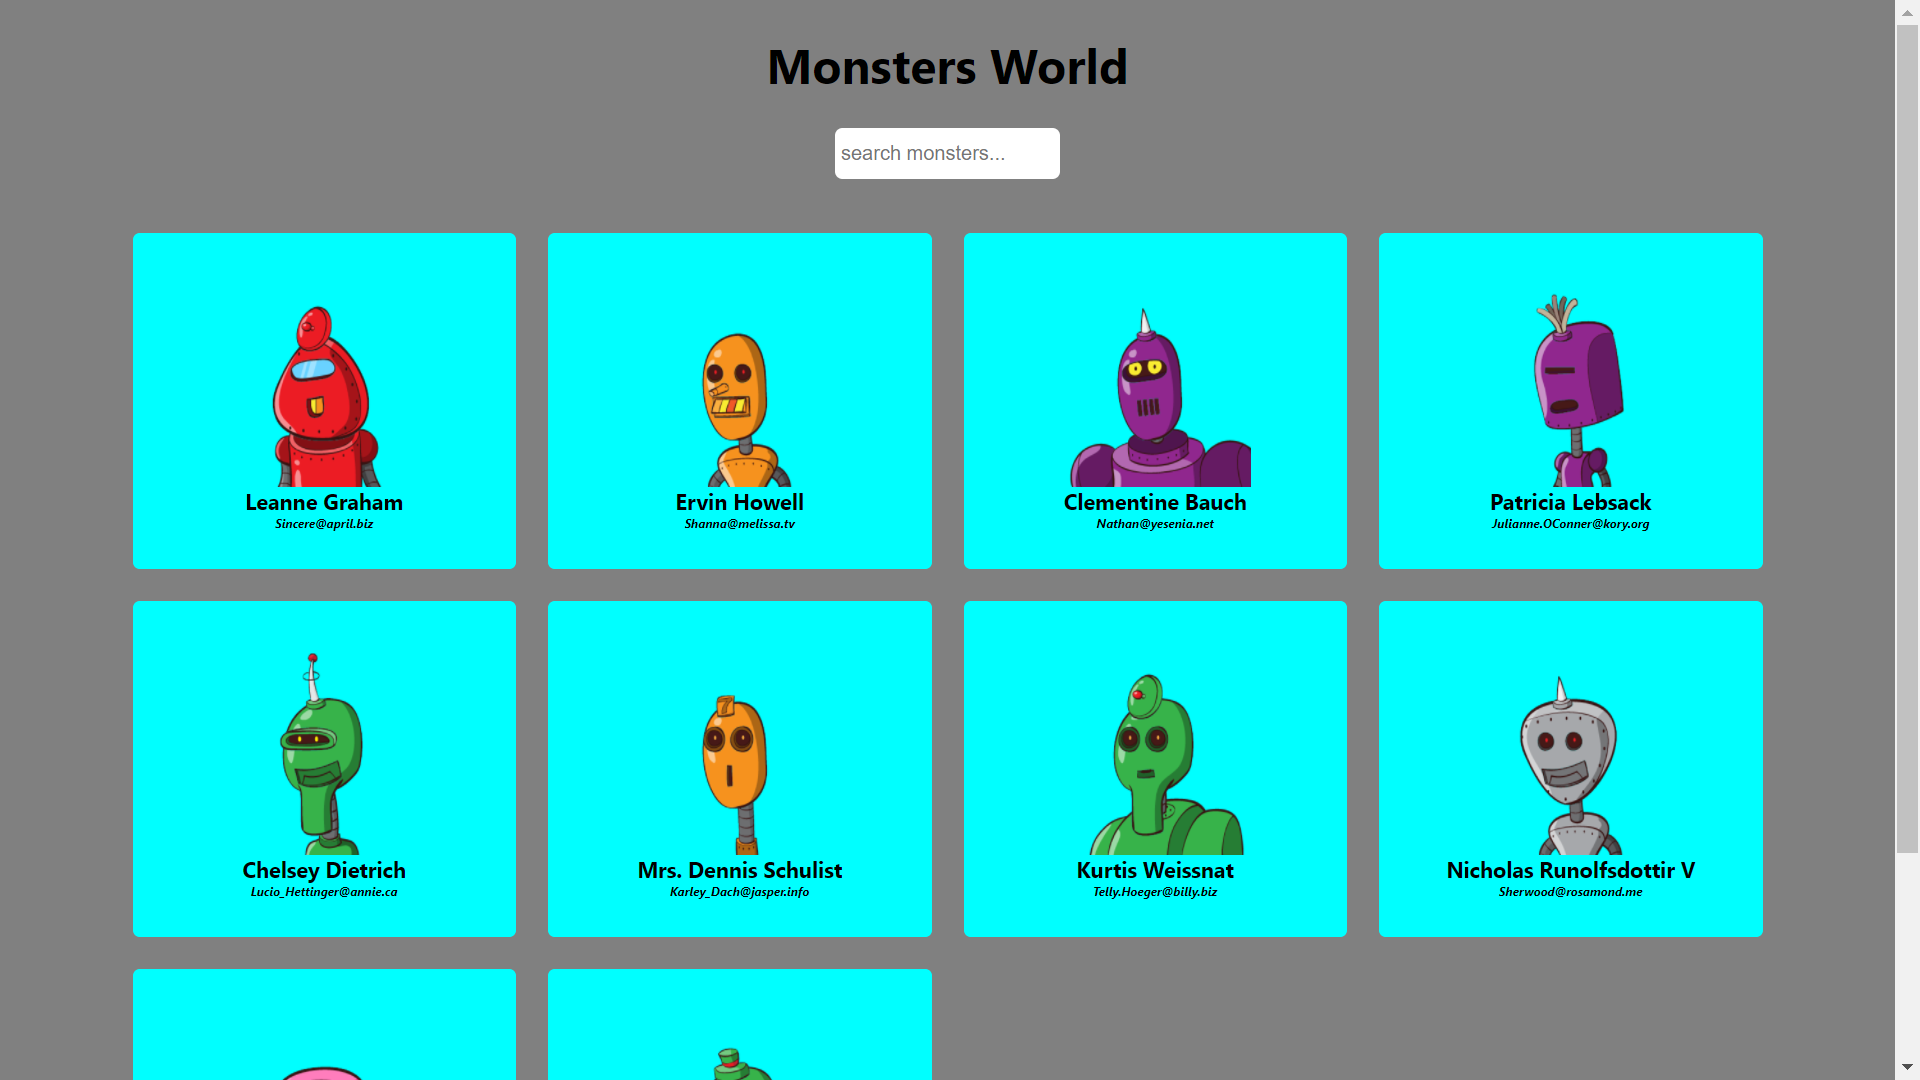 Monsters World
search monsters...
Leanne Graham
Sincere@april.biz
Ervin Howell
Shanna@melissa.tv
Clementine Bauch
Nathan@yesenia.net
Patricia Lebsack
Julianne.OConner@kory.org
Chelsey Dietrich
Lucio_Hettinger@annie.ca
7
Mrs. Dennis Schulist
Karley_Dach@jasper.info
Kurtis Weissnat
Telly.Hoeger@billy.biz
Nicholas Runolfsdottir V
Sherwood@rosamond.me